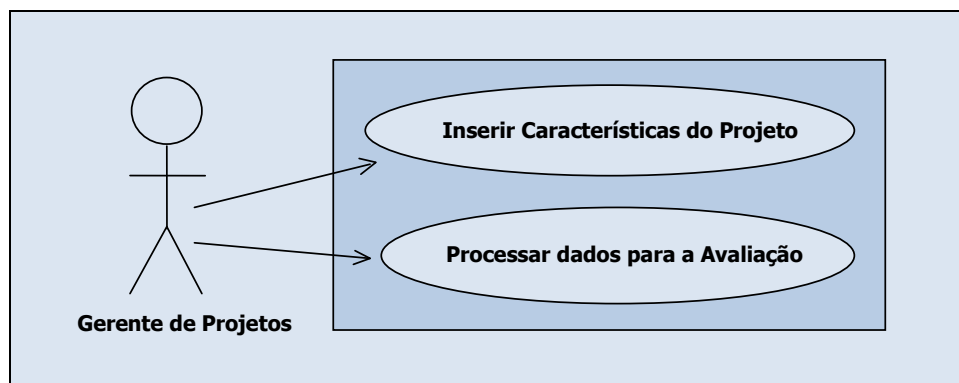 Inserir Características do Projeto
Processar dados para a Avaliação
Gerente de Projetos